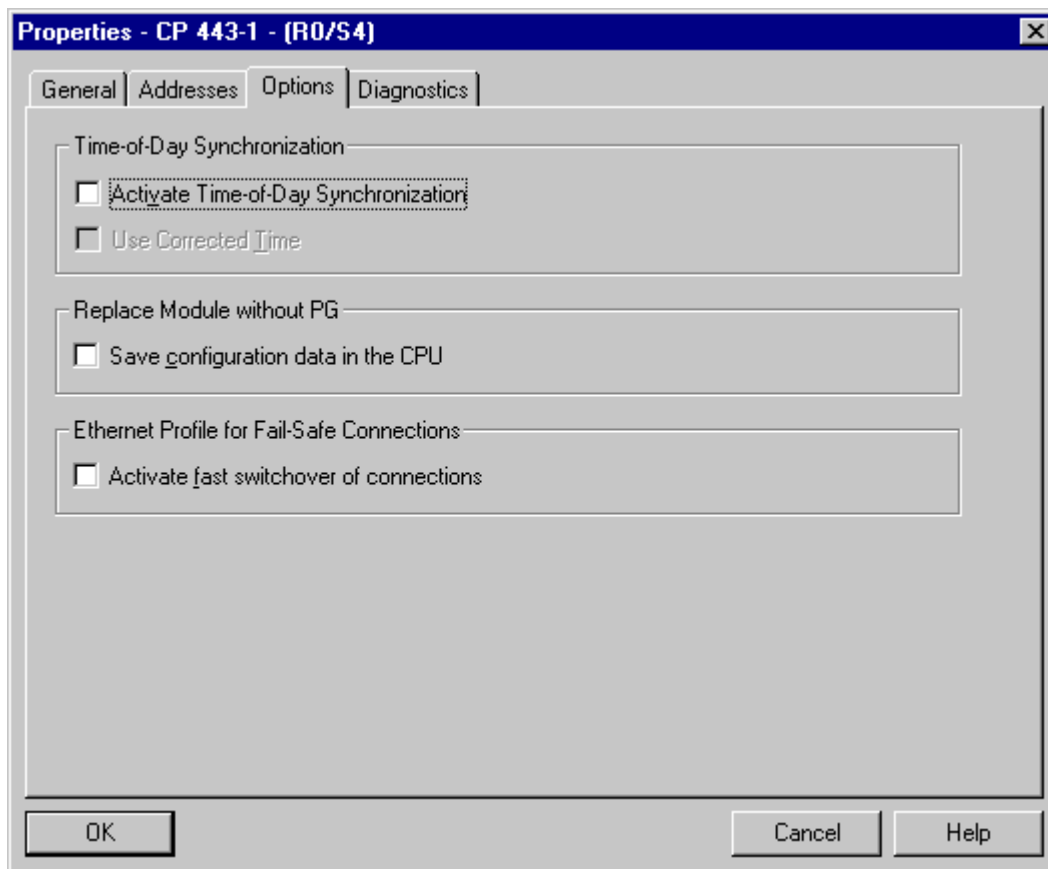 Properties - CP 443-1 - (R0/S4)
General Addresses Options Diagnostics
Time-of-Day Synchronization
Activate Time-of-Day Synchronization
Use Corrected Time
Replace Module without PG
Save configuration data in the CPU
Ethernet Profile for Fail-Safe Connections
Activate fast switchover of connections
OK Cancel Help